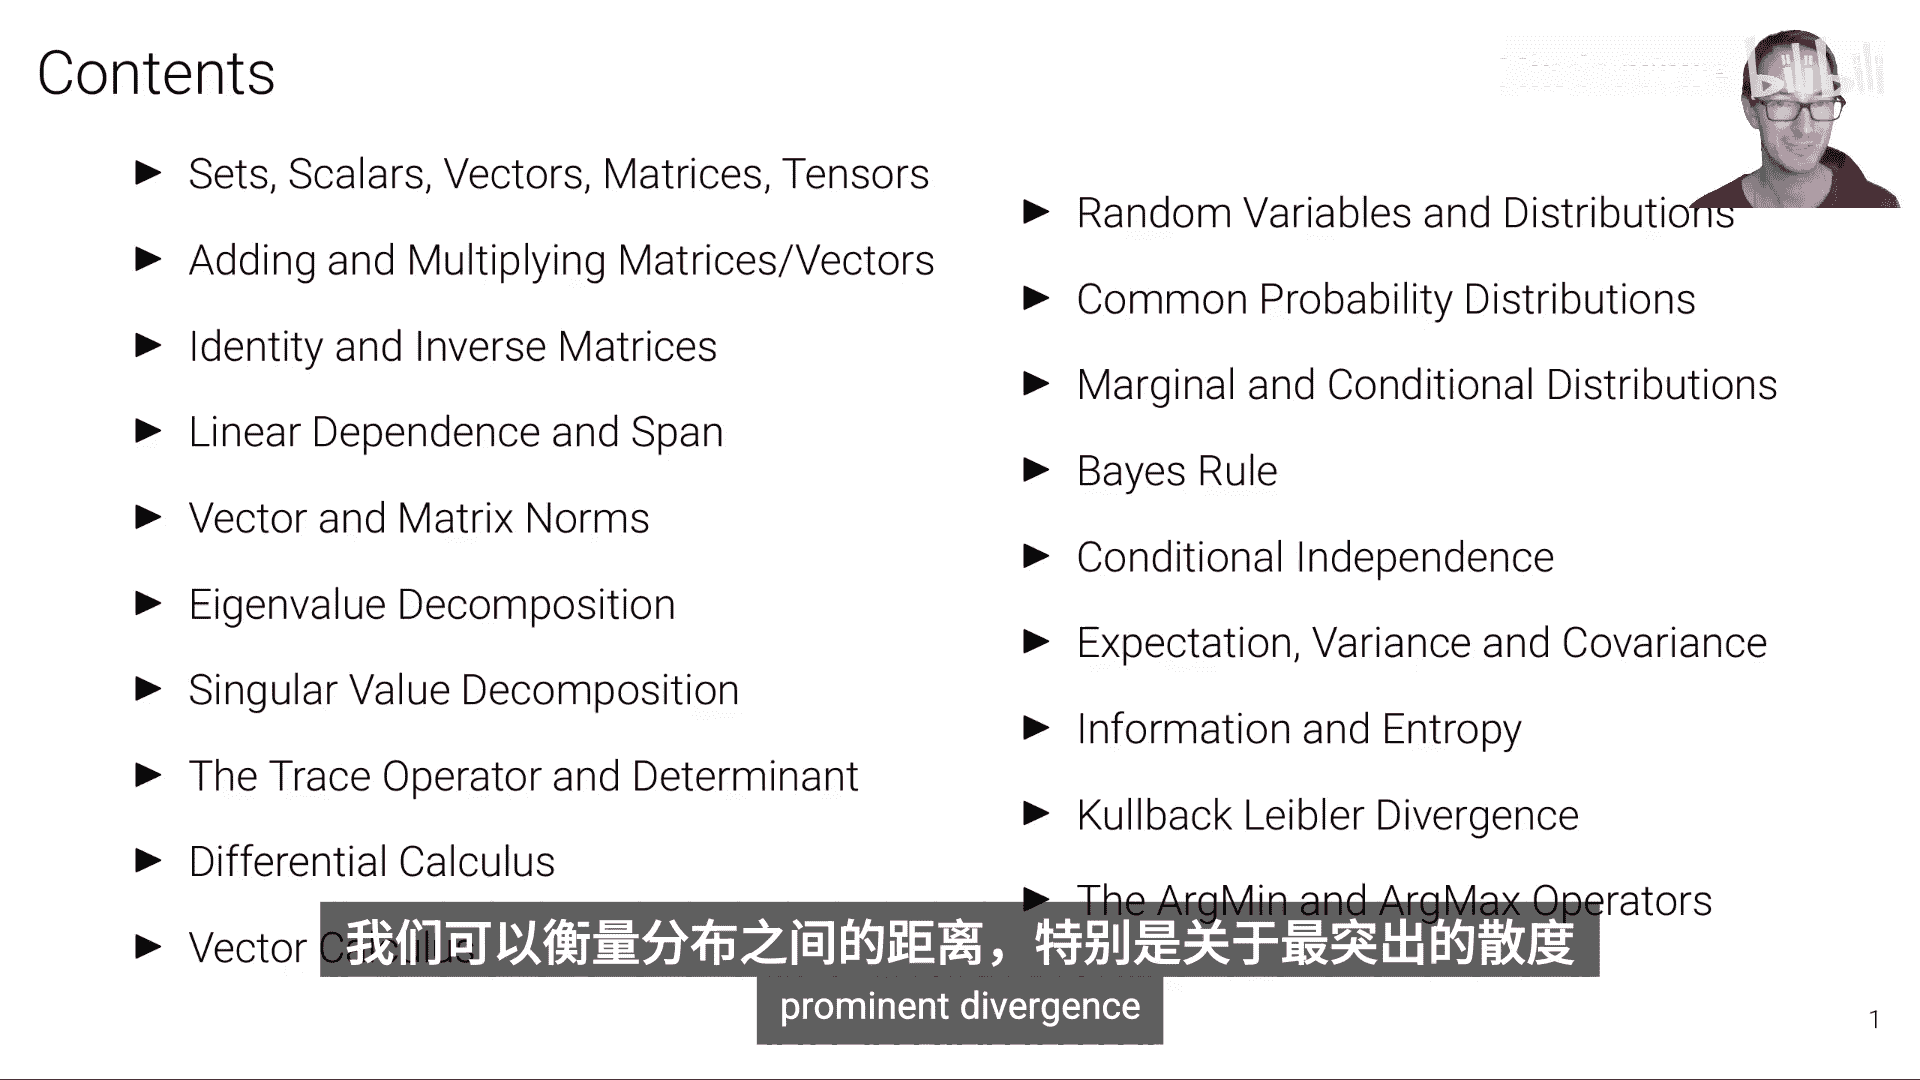 Contents
bilibili
Sets, Scalars, Vectors, Matrices, Tensors
Adding and Multiplying Matrices/Vectors
Identity and Inverse Matrices
Linear Dependence and Span
Vector and Matrix Norms
Eigenvalue Decomposition
Singular Value Decomposition
The Trace Operator and Determinant
Differential Calculus
Vector Calculus
Random Variables and Distributions
Common Probability Distributions
Marginal and Conditional Distributions
Bayes Rule
Conditional Independence
Expectation, Variance and Covariance
Information and Entropy
Kullback Leibler Divergence
The ArgMin and ArgMax Operators
我们可以衡量分布之间的距离，特别是关于最突出的散度
prominent divergence
1